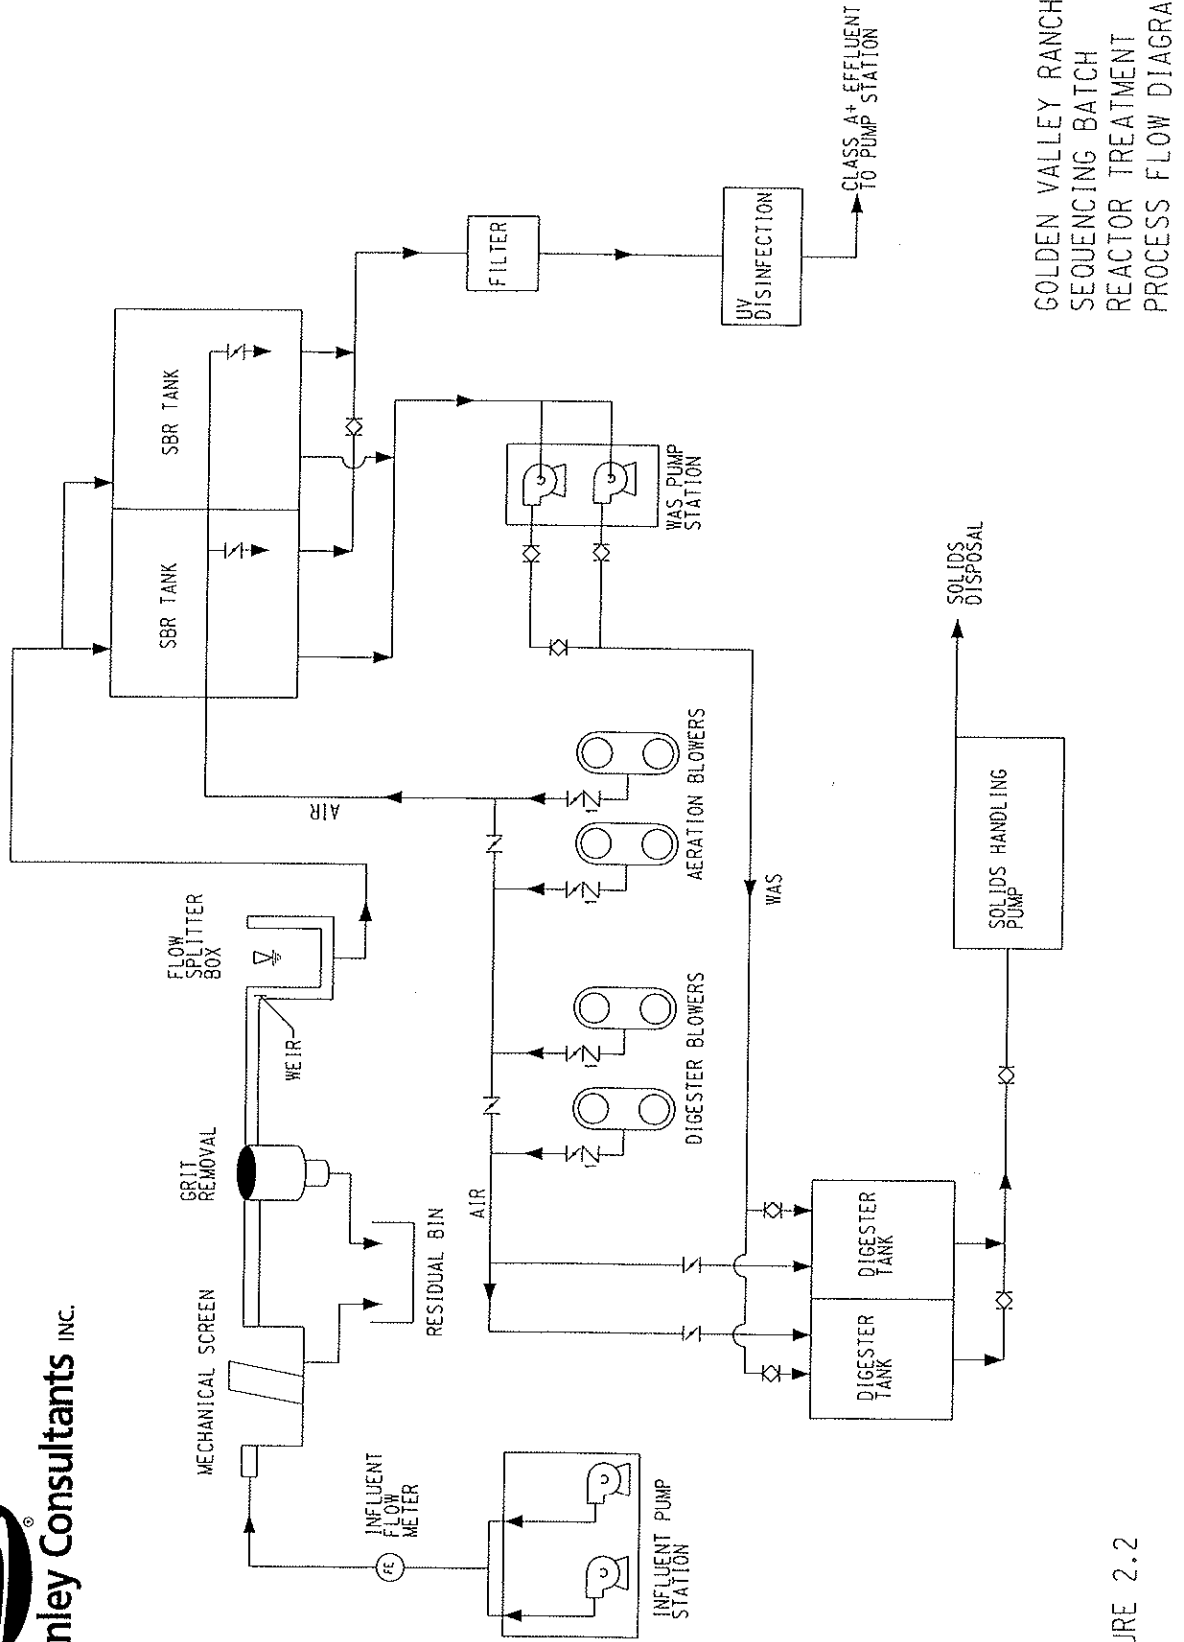 nley Consultants INC.
®
INFLUENT PUMP
STATION
INFLUENT
FLOW
METER
FE
MECHANICAL SCREEN
RESIDUAL BIN
GRIT
REMOVAL
WEIR
FLOW
SPLITTER
BOX
AIR
SBR TANK
SBR TANK
AIR
DIGESTER BLOWERS
AERATION BLOWERS
WAS PUMP
STATION
FILTER
UV
DISINFECTION
CLASS A+ EFFLUENT
TO PUMP STATION
WAS
DIGESTER
TANK
DIGESTER
TANK
SOLIDS HANDLING
PUMP
SOLIDS
DISPOSAL
URE 2.2
GOLDEN VALLEY RANCH
SEQUENCING BATCH
REACTOR TREATMENT
PROCESS FLOW DIAGRA